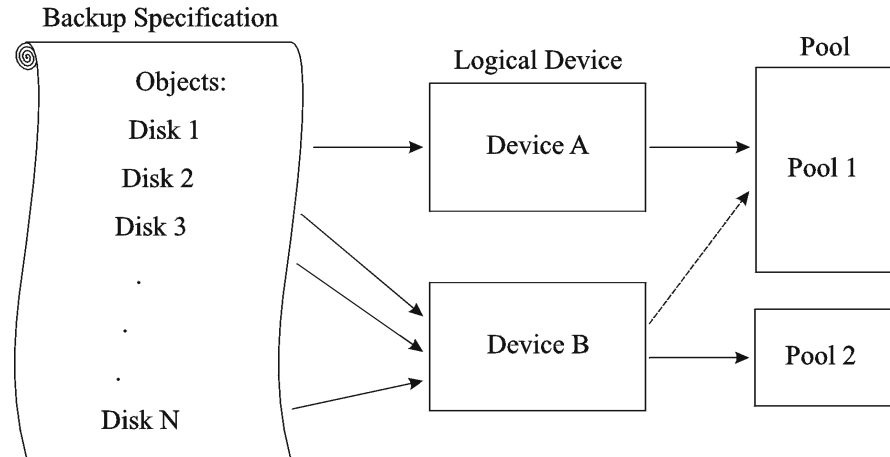 Backup Specification
Objects:
Disk 1
Disk 2
Disk 3
.
.
.
Disk N
Logical Device
Device A
Device B
Pool
Pool 1
Pool 2